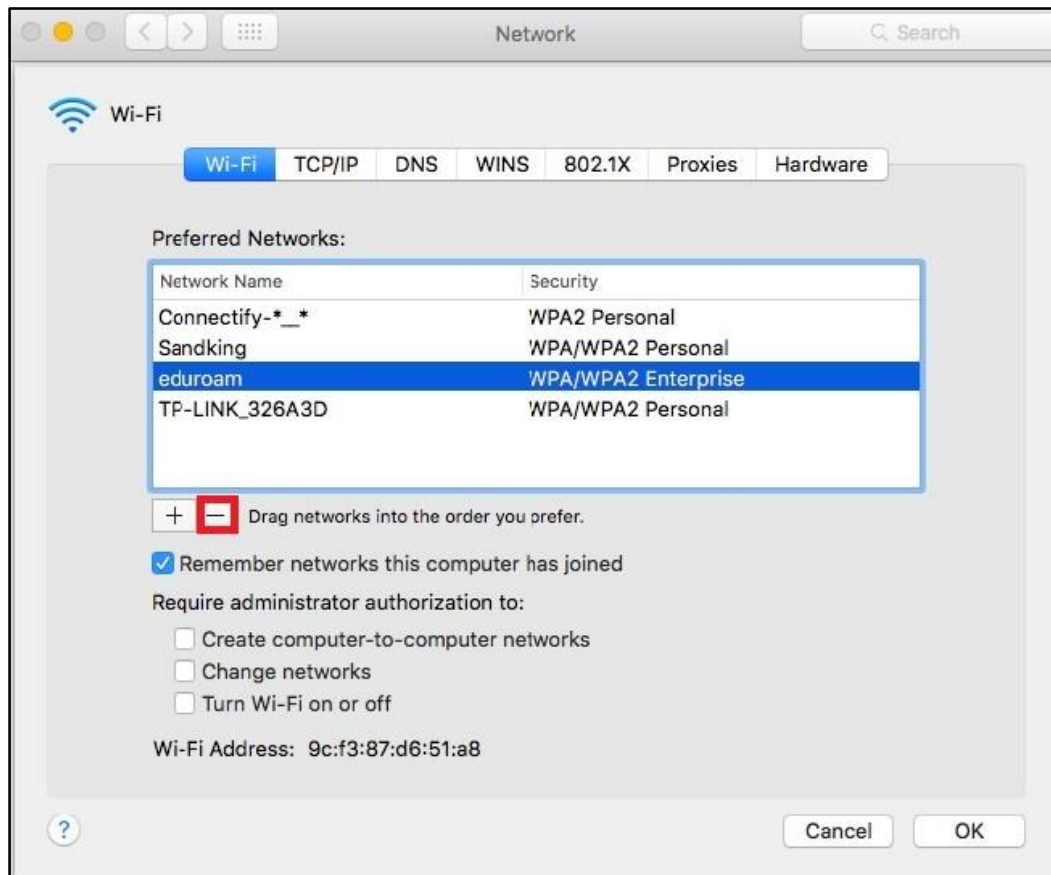 Network
Search
Wi-Fi
Wi-Fi TCP/IP DNS WINS 802.1X Proxies Hardware
Preferred Networks:
Network Name Security
Connectify-*__* WPA2 Personal
Sandking WPA/WPA2 Personal
eduroam WPA/WPA2 Enterprise
TP-LINK_326A3D WPA/WPA2 Personal
+ − Drag networks into the order you prefer.
Remember networks this computer has joined
Require administrator authorization to:
Create computer-to-computer networks
Change networks
Turn Wi-Fi on or off
Wi-Fi Address: 9c:f3:87:d6:51:a8
? Cancel OK